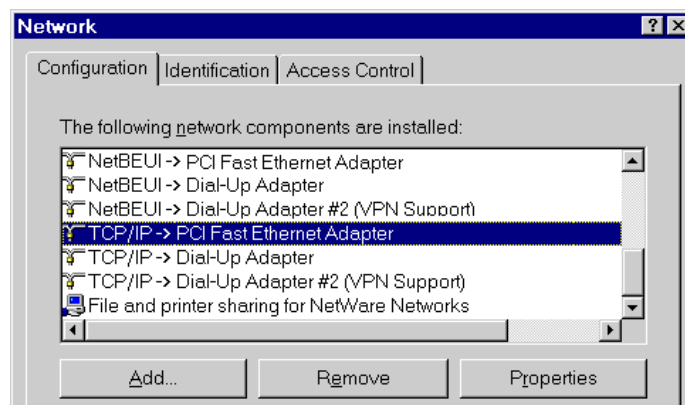 Network
Configuration Identification Access Control
The following network components are installed:
NetBEUI -> PCI Fast Ethernet Adapter
NetBEUI -> Dial-Up Adapter
NetBEUI -> Dial-Up Adapter #2 (VPN Support)
TCP/IP -> PCI Fast Ethernet Adapter
TCP/IP -> Dial-Up Adapter
TCP/IP -> Dial-Up Adapter #2 (VPN Support)
File and printer sharing for NetWare Networks
Add... Remove Properties